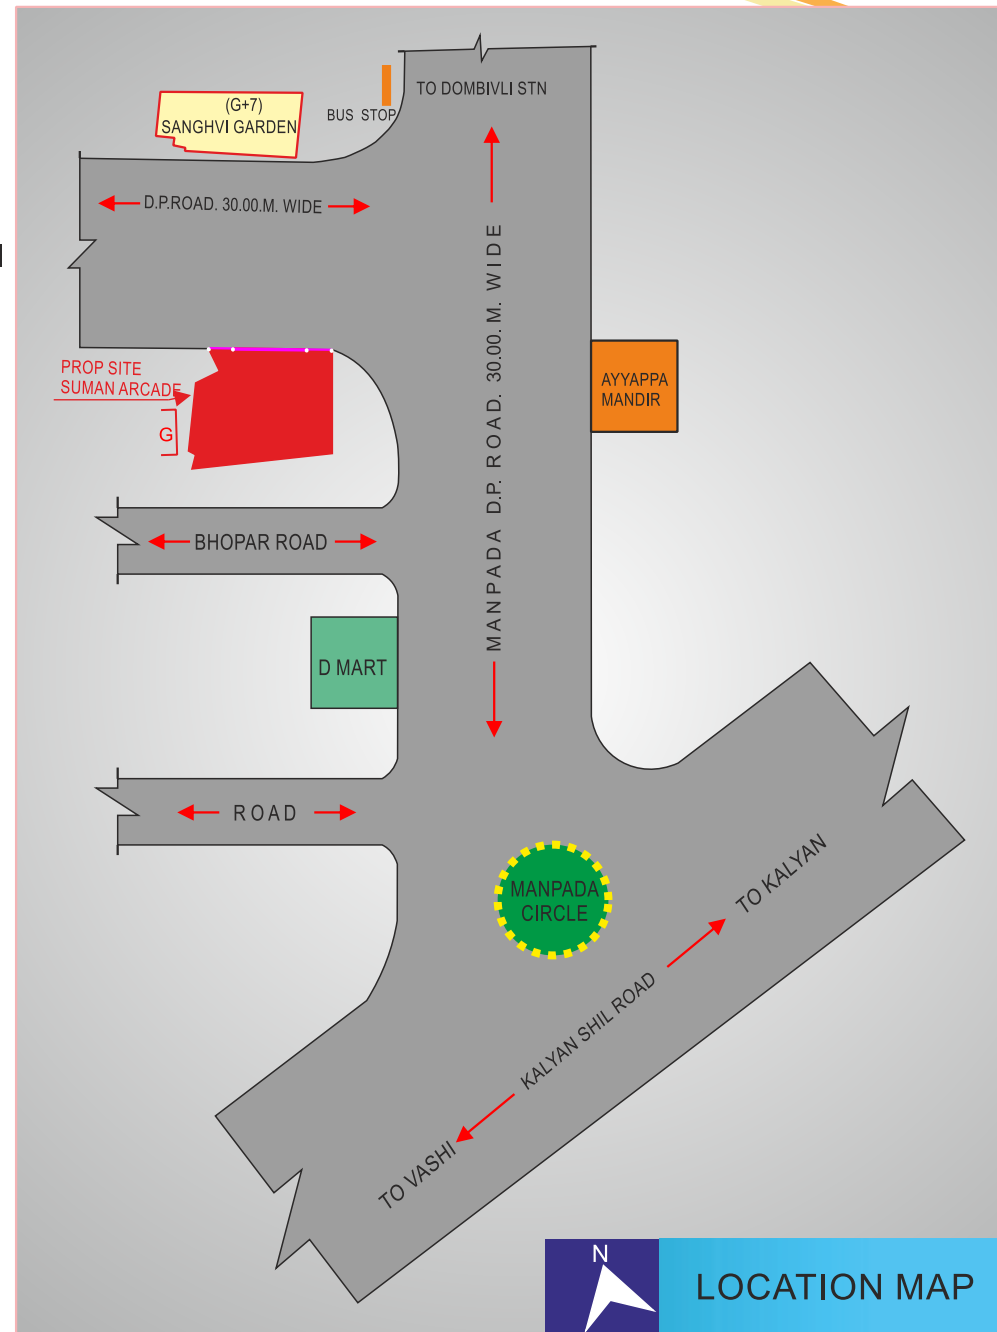 TO DOMBIVLI STN
(G+7)
SANGHVI GARDEN
BUS STOP
D.P.ROAD. 30.00.M. WIDE
MANPADA D.P. ROAD. 30.00. M. WIDE
PROP SITE
SUMAN ARCADE
G
AYYAPPA
MANDIR
BHOPAR ROAD
D MART
ROAD
MANPADA
CIRCLE
TO KALYAN
KALYAN SHIL ROAD
TO VASHI
N
LOCATION MAP